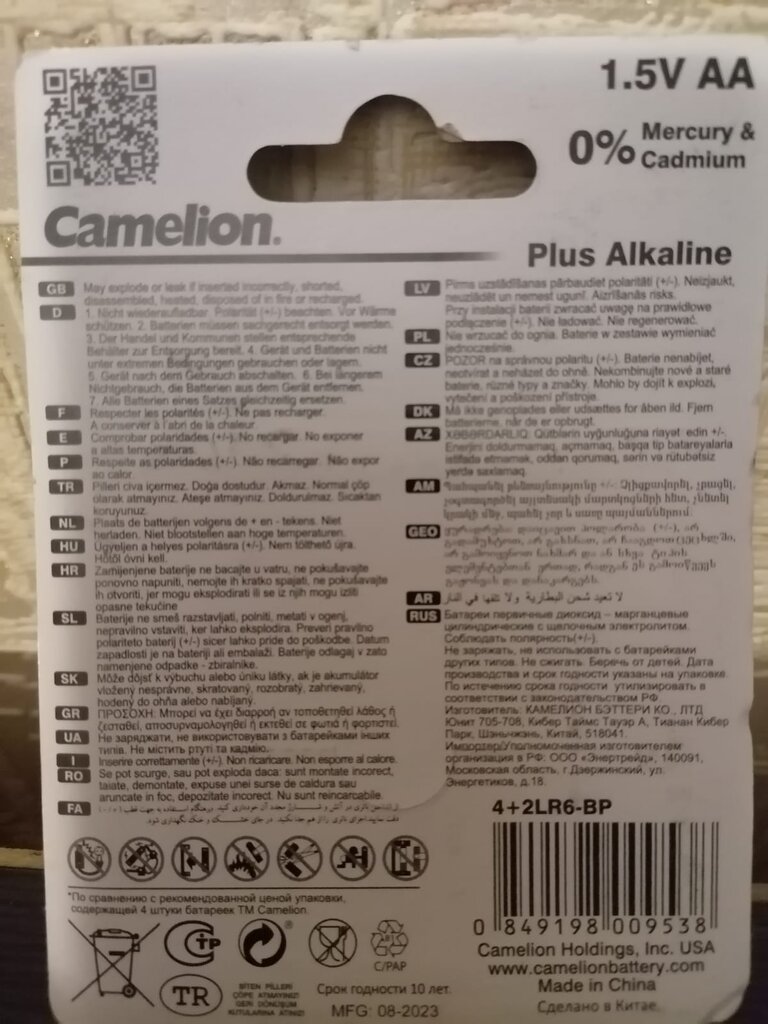 1.5V AA
0% Mercury &
Cadmium
Camelion.
Plus Alkaline
GB May explode or leak if inserted incorrectly, shorted,
disassembled, heated, disposed of in fire or recharged.
D 1. Nicht wiederaufladbar. Polarität (+/-) beachten. Vor Wärme
schützen. 2. Batterien müssen sachgerecht entsorgt werden.
3. Der Handel und Kommunen stellen entsprechende
Behälter zur Entsorgung bereit. 4. Gerät und Batterien nicht
unter extremen Bedingungen gebrauchen oder lagern.
5. Gerät nach dem Gebrauch abschalten. 6. Bei längerem
Nichtgebrauch, die Batterien aus dem Gerät entfernen.
7. Alle Batterien eines Satzes gleichzeitig ersetzen.
F Respecter les polarités (+/-). Ne pas recharger.
A conserver à l'abri de la chaleur.
E Comprobar polaridades (+/-). No recargar. No exponer
a altas temperaturas.
P Respeite as polaridades (+/-). Não recarregar. Não expor
ao calor.
TR Pilleri civa içermez. Doğa dostudur. Akmaz. Normal çöp
olarak atmayınız. Ateşe atmayınız. Doldurulmaz. Sıcaktan
koruyunuz.
NL Plaats de batterijen volgens de + en - tekens. Niet
herladen. Niet blootstellen aan hoge temperaturen.
HU Ügyeljen a helyes polaritásra (+/-). Nem tölthető újra.
Hőtől óvni kell.
HR Zamijenjene baterije ne bacajte u vatru, ne pokušavajte
ponovno napuniti, nemojte ih kratko spajati, ne pokušavajte
ih otvoriti, jer mogu eksplodirati ili se iz njih mogu izliti
opasne tekućine
SL Baterije ne smeš razstavljati, polniti, metati v ogenj,
nepravilno vstaviti, ker lahko eksplodira. Preveri pravilno
polariteto baterij (+/-) sicer lahko pride do poškodbe. Datum
zapadlosti je na bateriji ali embalaži. Baterije odlagaj v zato
namenjene odpadke - zbiralnike.
SK Môže dôjsť k výbuchu alebo úniku látky, ak je akumulátor
vložený nesprávne, skratovaný, rozobratý, zahrievaný,
hodený do ohňa alebo nabíjaný.
GR ΠΡΟΣΟΧΗ: Μπορεί να έχει διαρροή αν τοποθετηθεί λάθος ή
ζεσταθεί, αποσυρναμολογηθεί ή εκτεθεί σε φωτιά ή φορτιστεί.
UA Не заряджати, не використовувати з батарейками інших
типів. Не містить ртуті та кадмію.
I Inserire correttamente (+/-). Non ricaricare. Non esporre al calore.
RO Se pot scurge, sau pot exploda daca: sunt montate incorect,
taiate, demontate, expuse unei surse de caldura sau
aruncate in foc, depozitate incorect. Nu sunt reincarcabile.
FA
LV Pirms uzstādīšanas pārbaudiet polaritāti (+/-). Neizjaukt,
neuzlādēt un nemest ugunī. Aizrīšanās risks.
Przy instalacji baterii zwracać uwagę na prawidłowe
podłączenie (+/-). Nie ładować. Nie regenerować.
PL Nie wrzucać do ognia. Baterie w zestawie wymieniać
jednocześnie.
CZ POZOR na správnou polaritu (+/-). Baterie nenabíjet,
neotvírat a neházet do ohně. Nekombinujte nové a staré
baterie, různé typy a značky. Mohlo by dojít k explozi,
vytečení a poškození přístroje.
DK Må ikke genoplades eller udsættes for åben ild. Fjern
batterierne, når de er opbrugt.
AZ XƏBƏRDARLIQ. Qütblərin uyğunluğuna riayət edin +/-.
Enerjini doldurmamaq, açmamaq, başqa tip batareyalarla
istifadə etməmək, oddan qorumaq, sərin və rütubətsiz
yerdə saxlamaq.
AM
GEO
AR لا تعيد شحن البطارية ولا تلقها في النار
RUS Батареи первичные диоксид – марганцевые
цилиндрические с щелочным электролитом.
Соблюдать полярность(+/-).
Не заряжать, не использовать с батарейками
других типов. Не сжигать. Беречь от детей. Дата
производства и срок годности указаны на упаковке.
По истечению срока годности утилизировать в
соответствии с законодательством РФ.
Изготовитель: КАМЕЛИОН БЭТТЕРИ КО., ЛТД
Юнит 705-708, Кибер Таймс Тауэр А, Тианан Кибер
Парк, Шэньчжэнь, Китай, 518041.
Импортер/Уполномоченная изготовителем
организация в РФ: ООО «Энертрейд», 140091,
Московская область, г Дзержинский, ул.
Энергетиков, д.18.
4+2LR6-BP
0 849198 009538
Camelion Holdings, Inc. USA
www.camelionbattery.com
Made in China
Сделано в Китае.
*По сравнению с рекомендованной ценой упаковки,
содержащей 4 штуки батареек ТМ Camelion.
C/PAP
TR
BİTEN PİLLERİ
ÇÖPE ATMAYINIZ!
GERİ DÖNÜŞÜM
KUTULARINA ATINIZ!
Срок годности 10 лет.
MFG: 08-2023